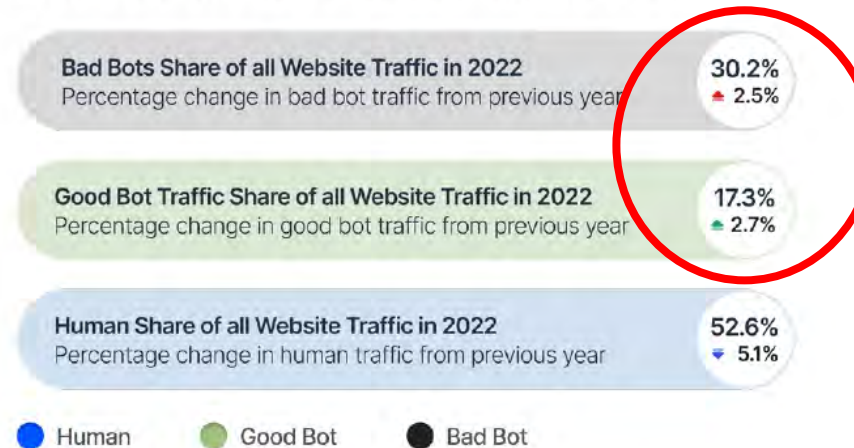 Bad Bots Share of all Website Traffic in 2022
Percentage change in bad bot traffic from previous year
30.2%
2.5%
Good Bot Traffic Share of all Website Traffic in 2022
Percentage change in good bot traffic from previous year
17.3%
2.7%
Human Share of all Website Traffic in 2022
Percentage change in human traffic from previous year
52.6%
5.1%
Human Good Bot Bad Bot